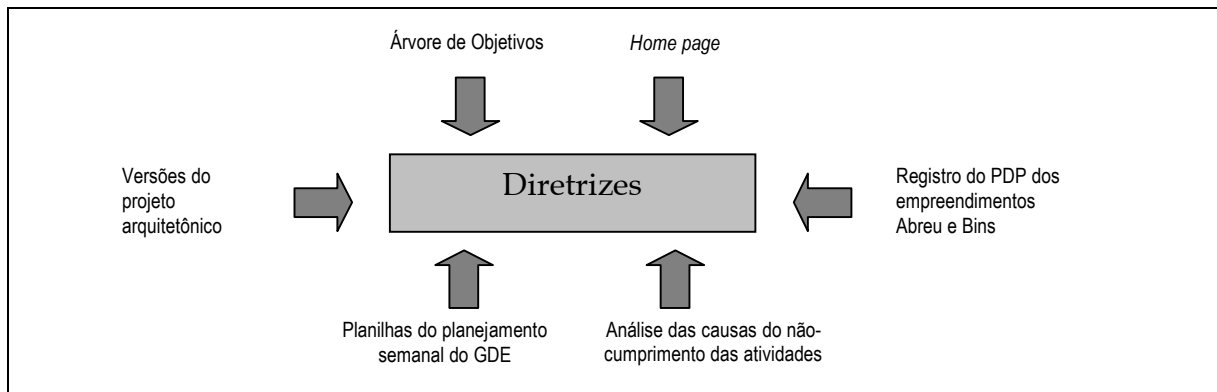 Árvore de Objetivos
Home page
Versões do
projeto
arquitetônico
Diretrizes
Registro do PDP dos
empreendimentos
Abreu e Bins
Planilhas do planejamento
semanal do GDE
Análise das causas do não-
cumprimento das atividades